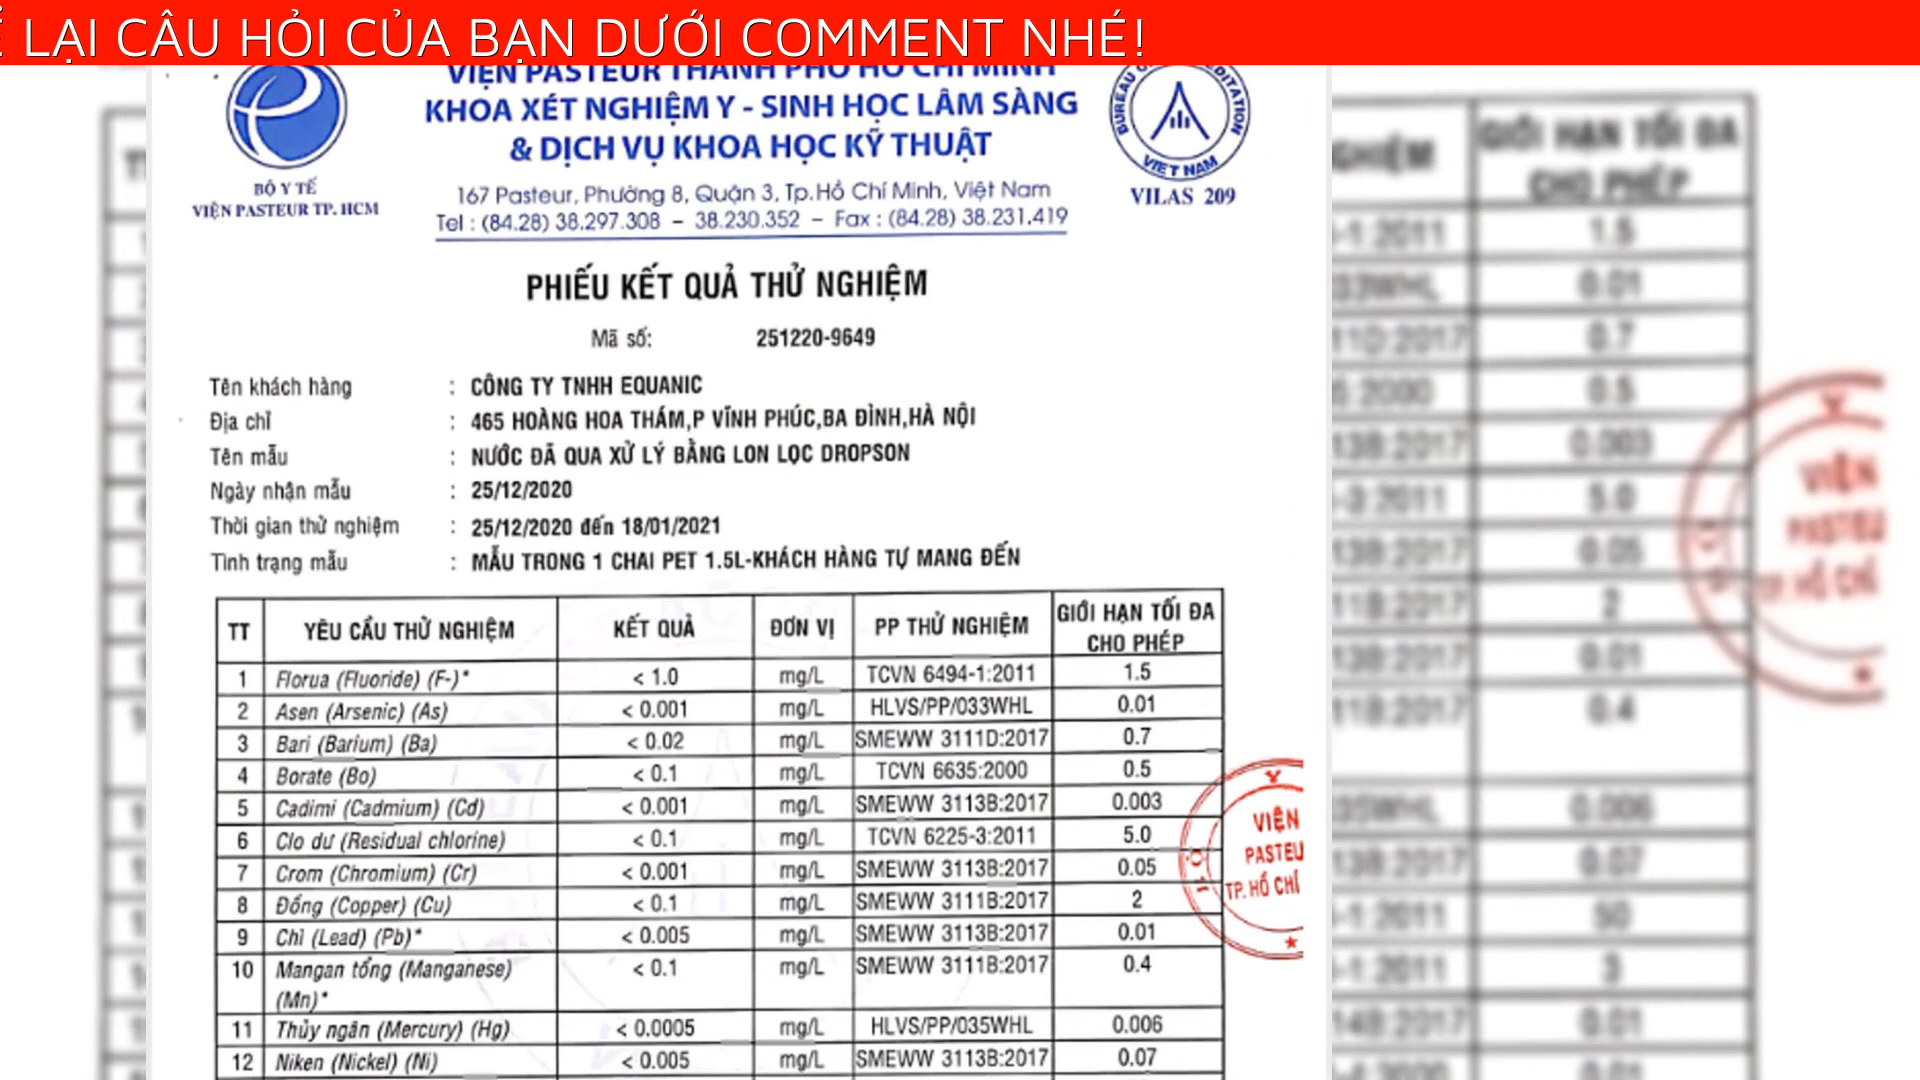 LẠI CÂU HỎI CỦA BẠN DƯỚI COMMENT NHÉ!
VIỆN PASTEUR THÀNH PHỐ HỒ CHÍ MINH
KHOA XÉT NGHIỆM Y - SINH HỌC LÂM SÀNG
& DỊCH VỤ KHOA HỌC KỸ THUẬT
167 Pasteur, Phường 8, Quận 3, Tp.Hồ Chí Minh, Việt Nam
Tel : (84.28) 38.297.308 – 38.230.352 – Fax : (84.28) 38.231.419
BỘ Y TẾ
VIỆN PASTEUR TP. HCM
BUREAU
VIET NAM
VILAS 209
PHIẾU KẾT QUẢ THỬ NGHIỆM
Mã số: 251220-9649
Tên khách hàng : CÔNG TY TNHH EQUANIC
Địa chỉ : 465 HOÀNG HOA THÁM,P VĨNH PHÚC,BA ĐÌNH,HÀ NỘI
Tên mẫu : NƯỚC ĐÃ QUA XỬ LÝ BẰNG LON LỌC DROPSON
Ngày nhận mẫu : 25/12/2020
Thời gian thử nghiệm : 25/12/2020 đến 18/01/2021
Tình trạng mẫu : MẪU TRONG 1 CHAI PET 1.5L-KHÁCH HÀNG TỰ MANG ĐẾN
TT YÊU CẦU THỬ NGHIỆM KẾT QUẢ ĐƠN VỊ PP THỬ NGHIỆM GIỚI HẠN TỐI ĐA
CHO PHÉP
1 Florua (Fluoride) (F-)* < 1.0 mg/L TCVN 6494-1:2011 1.5
2 Asen (Arsenic) (As) < 0.001 mg/L HLVS/PP/033WHL 0.01
3 Bari (Barium) (Ba) < 0.02 mg/L SMEWW 3111D:2017 0.7
4 Borate (Bo) < 0.1 mg/L TCVN 6635:2000 0.5
5 Cadimi (Cadmium) (Cd) < 0.001 mg/L SMEWW 3113B:2017 0.003
6 Clo dư (Residual chlorine) < 0.1 mg/L TCVN 6225-3:2011 5.0
7 Crom (Chromium) (Cr) < 0.001 mg/L SMEWW 3113B:2017 0.05
8 Đồng (Copper) (Cu) < 0.1 mg/L SMEWW 3111B:2017 2
9 Chì (Lead) (Pb)* < 0.005 mg/L SMEWW 3113B:2017 0.01
10 Mangan tổng (Manganese) < 0.1 mg/L SMEWW 3111B:2017 0.4
(Mn)*
11 Thủy ngân (Mercury) (Hg) < 0.0005 mg/L HLVS/PP/035WHL 0.006
12 Niken (Nickel) (Ni) < 0.005 mg/L SMEWW 3113B:2017 0.07
VIỆN
PASTEU
TP. HỒ CHÍ